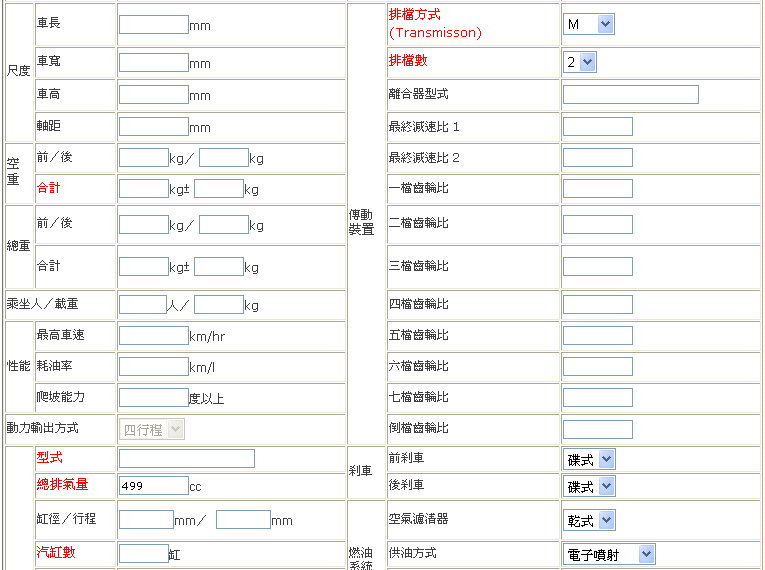 尺度
車長 mm
車寬 mm
車高 mm
軸距 mm
空
重
前／後 kg／ kg
合計 kg± kg
總重
前／後 kg／ kg
合計 kg± kg
乘坐人／載重 人／ kg
性能
最高車速 km/hr
耗油率 km/l
爬坡能力 度以上
動力輸出方式 四行程
型式
總排氣量 499 cc
缸徑／行程 mm／ mm
汽缸數 缸
傳動
裝置
排檔方式
(Transmisson) M
排檔數 2
離合器型式
最終減速比 1
最終減速比 2
一檔齒輪比
二檔齒輪比
三檔齒輪比
四檔齒輪比
五檔齒輪比
六檔齒輪比
七檔齒輪比
倒檔齒輪比
剎車
前剎車 碟式
後剎車 碟式
燃油
系統
空氣濾清器 乾式
供油方式 電子噴射